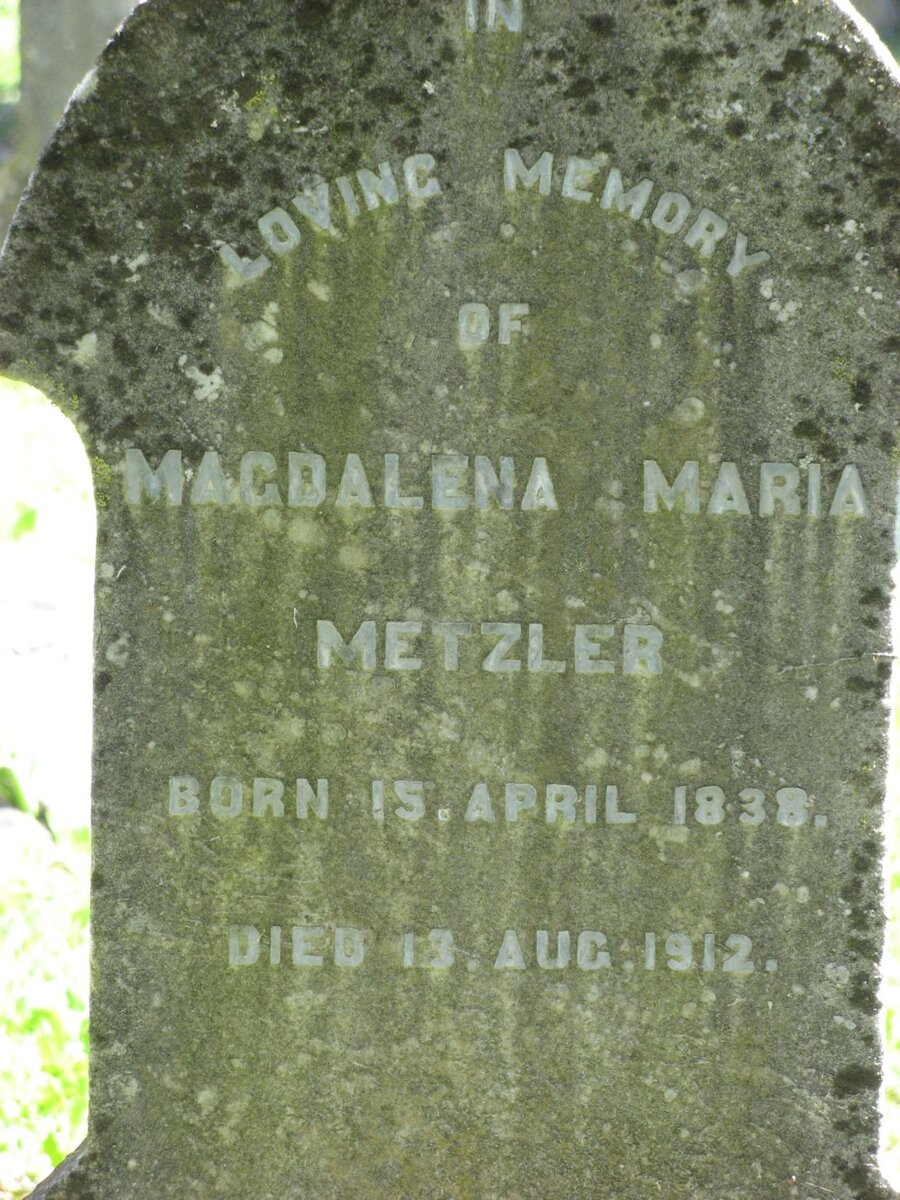 IN
LOVING MEMORY
OF
MAGDALENA MARIA
METZLER
BORN 15. APRIL 1838.
DIED 13. AUG. 1912.